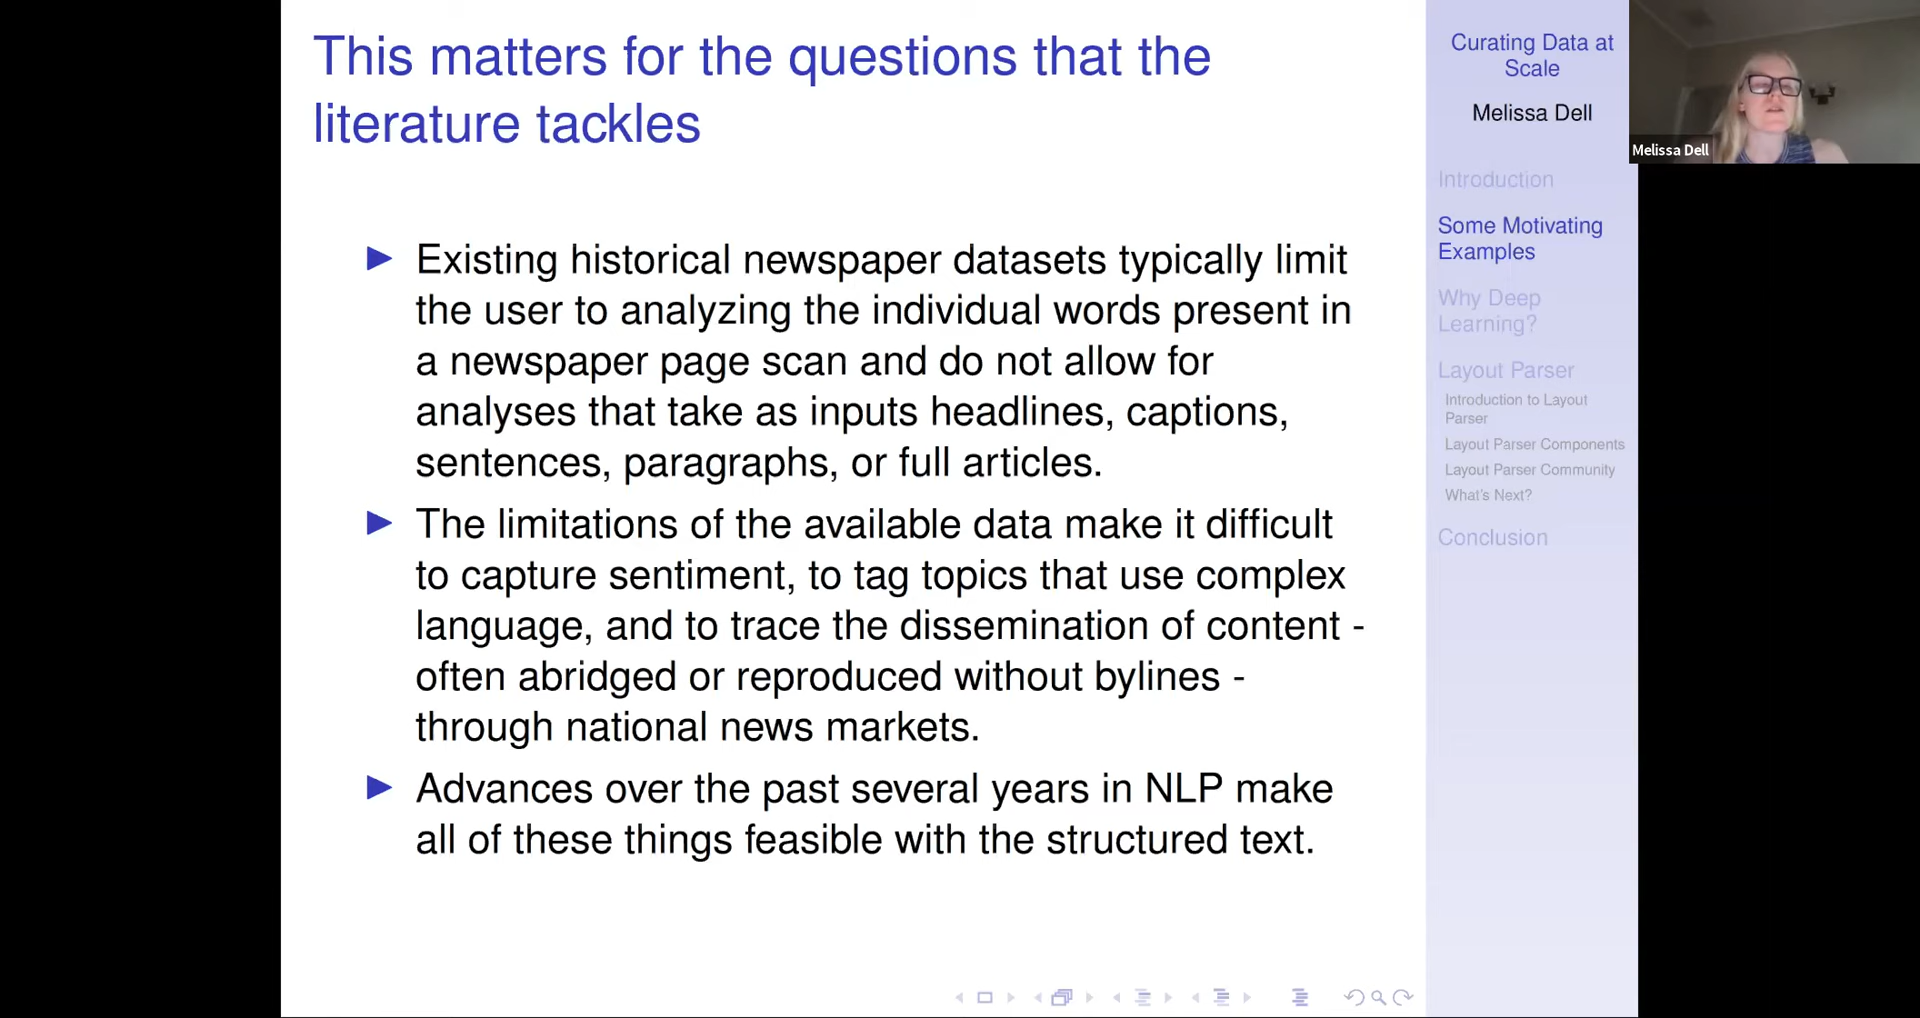 This matters for the questions that the
literature tackles
Existing historical newspaper datasets typically limit
the user to analyzing the individual words present in
a newspaper page scan and do not allow for
analyses that take as inputs headlines, captions,
sentences, paragraphs, or full articles.
The limitations of the available data make it difficult
to capture sentiment, to tag topics that use complex
language, and to trace the dissemination of content -
often abridged or reproduced without bylines -
through national news markets.
Advances over the past several years in NLP make
all of these things feasible with the structured text.
Curating Data at
Scale
Melissa Dell
Introduction
Some Motivating
Examples
Why Deep
Learning?
Layout Parser
Introduction to Layout
Parser
Layout Parser Components
Layout Parser Community
What's Next?
Conclusion
Melissa Dell